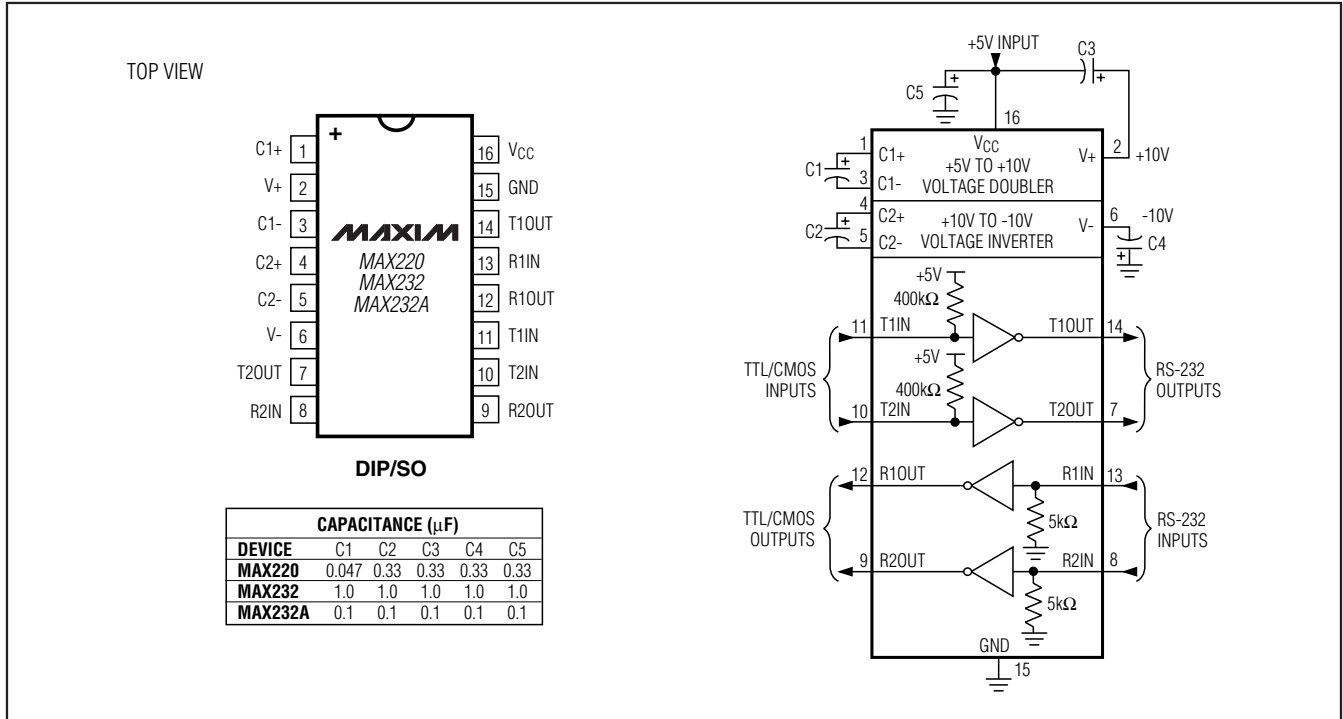 TOP VIEW
+
C1+ 1
V+ 2
C1- 3
C2+ 4
C2- 5
V- 6
T2OUT 7
R2IN 8
16 VCC
15 GND
14 T1OUT
13 R1IN
12 R1OUT
11 T1IN
10 T2IN
9 R2OUT
MAXIM
MAX220
MAX232
MAX232A
DIP/SO
CAPACITANCE (µF)
DEVICE C1 C2 C3 C4 C5
MAX220 0.047 0.33 0.33 0.33 0.33
MAX232 1.0 1.0 1.0 1.0 1.0
MAX232A 0.1 0.1 0.1 0.1 0.1
+5V INPUT
C3
+
C5
+
16
VCC
1 C1+
C1 +
3 C1-
+5V TO +10V
VOLTAGE DOUBLER
V+ 2 +10V
4 C2+
C2 +
5 C2-
+10V TO -10V
VOLTAGE INVERTER
V- 6 -10V
C4
+
+5V
400kΩ
11 T1IN
T1OUT 14
+5V
400kΩ
10 T2IN
T2OUT 7
TTL/CMOS
INPUTS
RS-232
OUTPUTS
12 R1OUT
R1IN 13
5kΩ
9 R2OUT
R2IN 8
5kΩ
TTL/CMOS
OUTPUTS
RS-232
INPUTS
GND
15